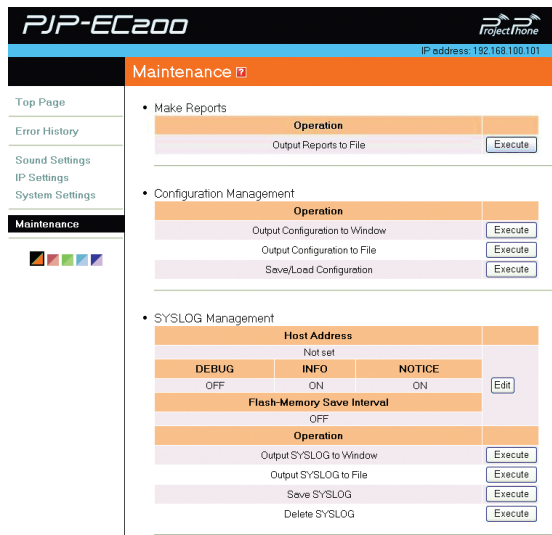 PJP-EC200
ProjectPhone
IP address: 192.168.100.101
Maintenance ?
Top Page
Error History
Sound Settings
IP Settings
System Settings
Maintenance
• Make Reports
Operation
Output Reports to File Execute
• Configuration Management
Operation
Output Configuration to Window Execute
Output Configuration to File Execute
Save/Load Configuration Execute
• SYSLOG Management
Host Address
Not set
DEBUG INFO NOTICE
OFF ON ON Edit
Flash-Memory Save Interval
OFF
Operation
Output SYSLOG to Window Execute
Output SYSLOG to File Execute
Save SYSLOG Execute
Delete SYSLOG Execute